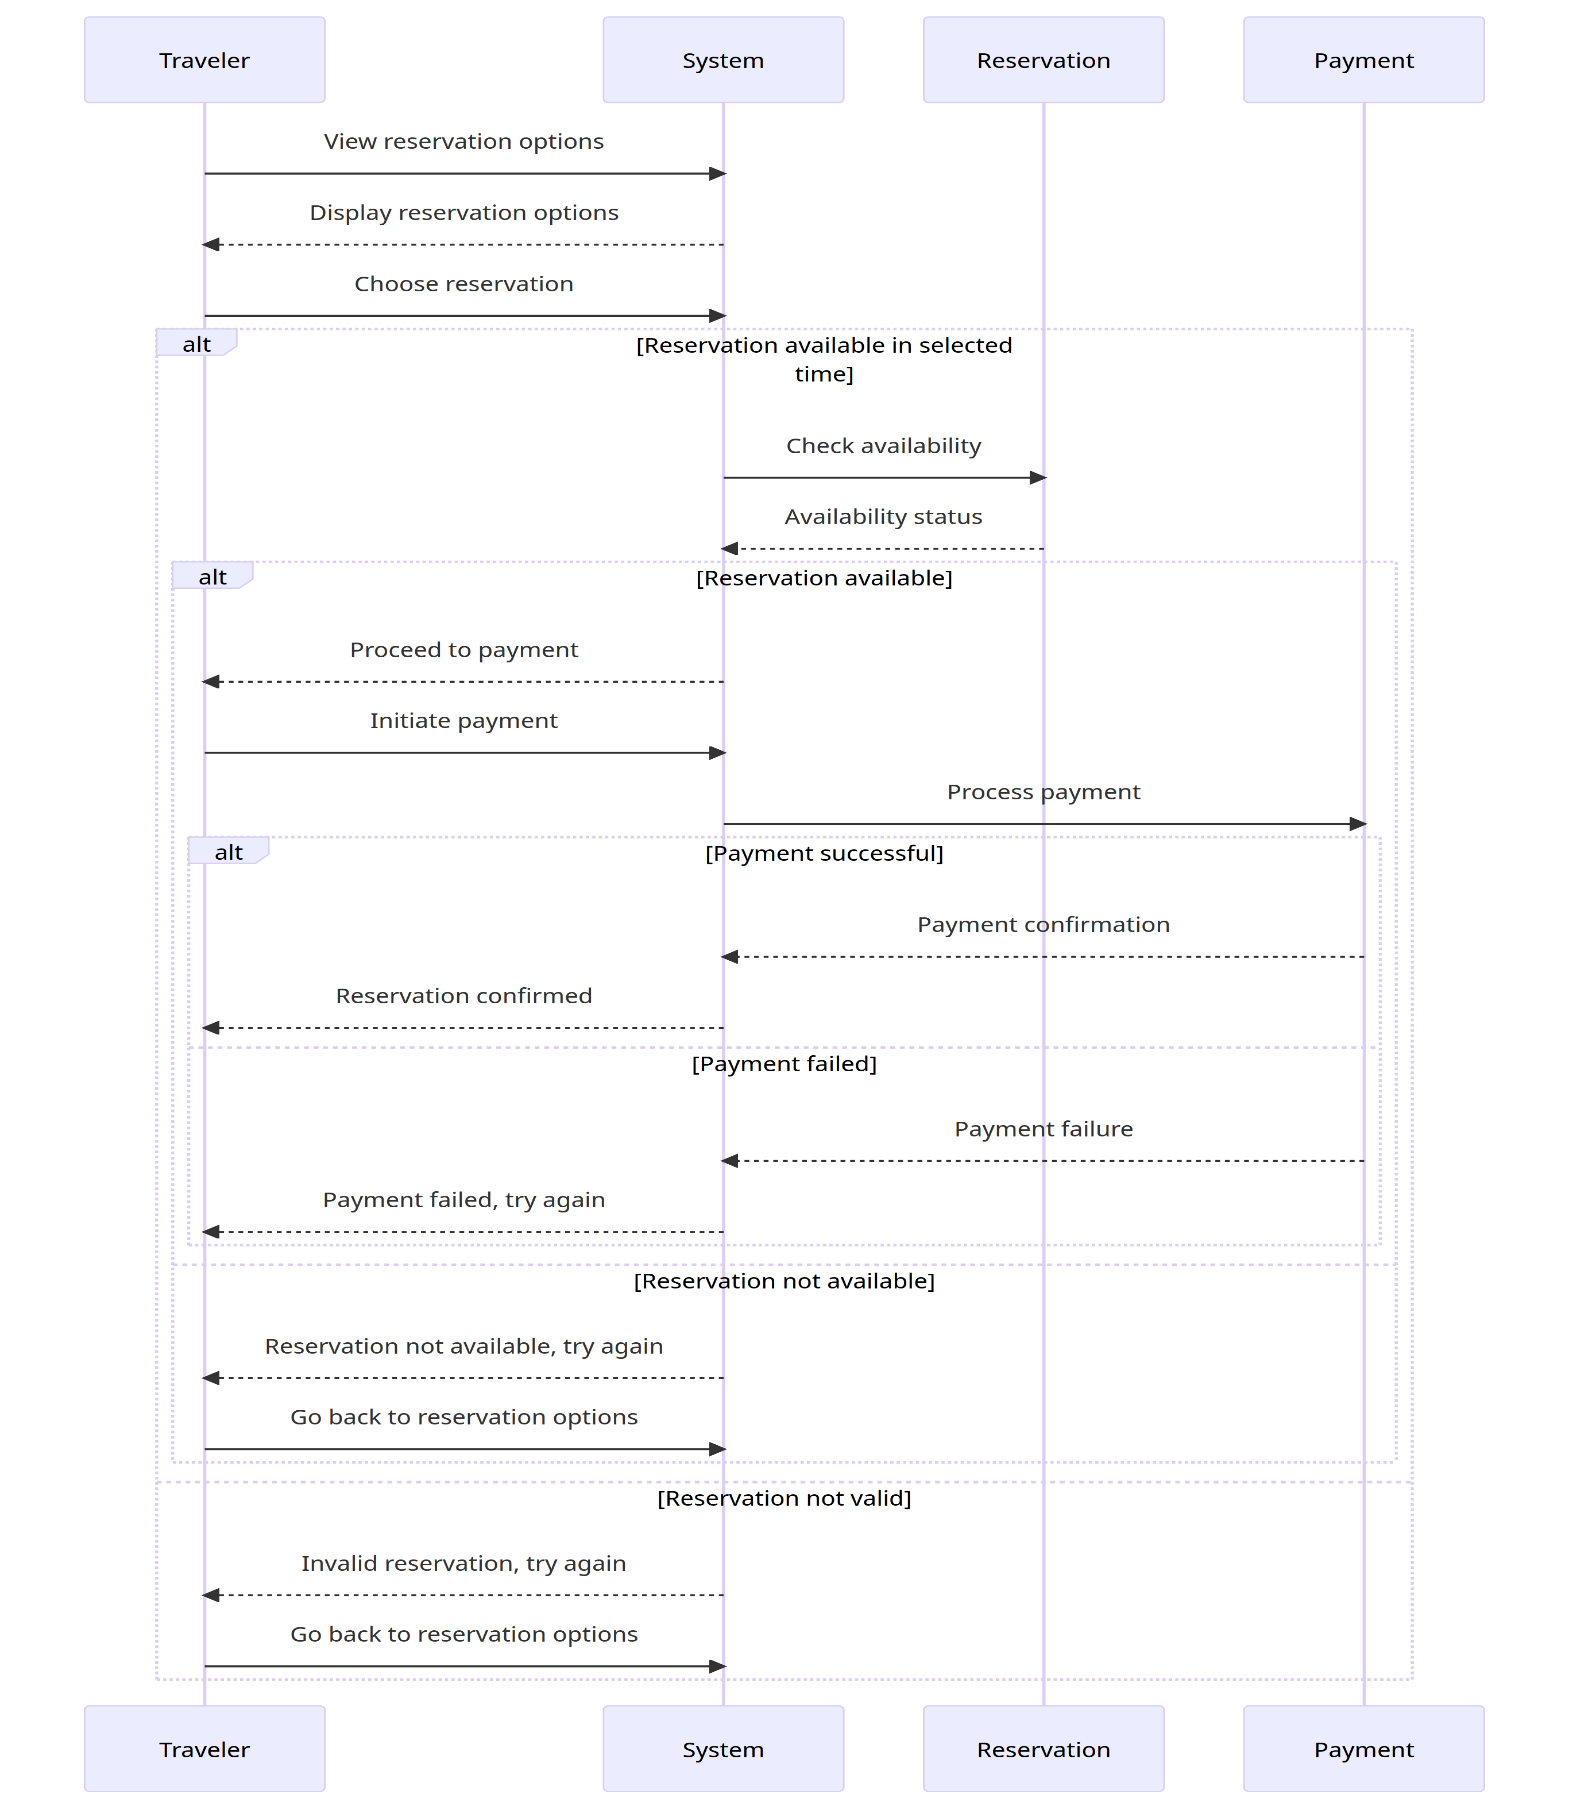 Traveler
System
Reservation
Payment
View reservation options
Display reservation options
Choose reservation
alt
[Reservation available in selected
time]
Check availability
Availability status
alt
[Reservation available]
Proceed to payment
Initiate payment
Process payment
alt
[Payment successful]
Payment confirmation
Reservation confirmed
[Payment failed]
Payment failure
Payment failed, try again
[Reservation not available]
Reservation not available, try again
Go back to reservation options
[Reservation not valid]
Invalid reservation, try again
Go back to reservation options
Traveler
System
Reservation
Payment